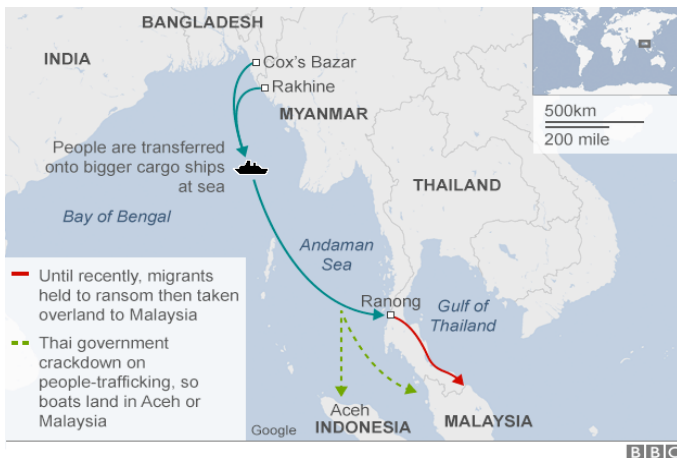 BANGLADESH
INDIA
Cox's Bazar
Rakhine
MYANMAR
500km
200 mile
People are transferred
onto bigger cargo ships
at sea
THAILAND
Bay of Bengal
Andaman
Sea
Until recently, migrants
held to ransom then taken
overland to Malaysia
Ranong
Gulf of
Thailand
Thai government
crackdown on
people-trafficking, so
boats land in Aceh or
Malaysia
Aceh
INDONESIA
MALAYSIA
Google
BBC